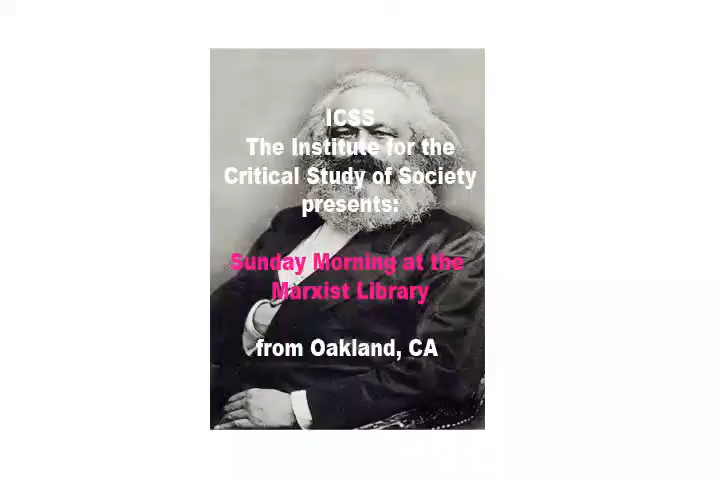 ICSS
The Institute for the
Critical Study of Society
presents:
Sunday Morning at the
Marxist Library
from Oakland, CA